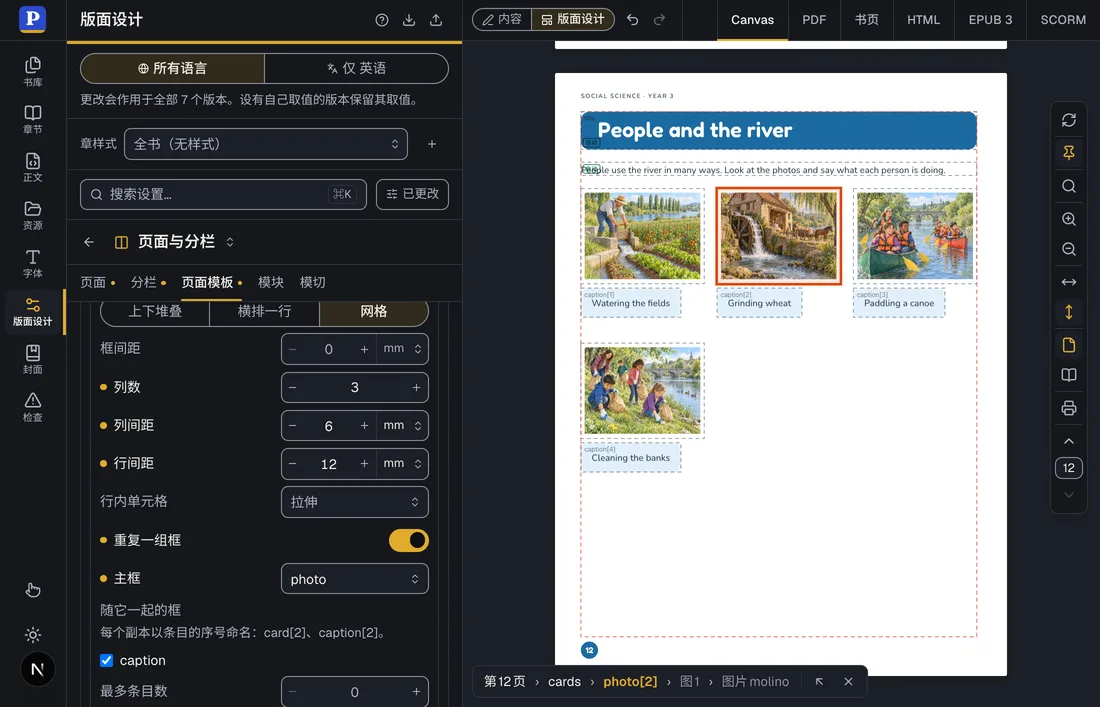 P
版面设计
内容
版面设计
Canvas
PDF
书页
HTML
EPUB 3
SCORM
书库
章节
正文
资源
字体
版面设计
封面
检查
N
所有语言
仅 英语
更改会作用于全部 7 个版本。设有自己取值的版本保留其取值。
章样式
全书（无样式）
搜索设置…
⌘K
已更改
页面与分栏
页面
分栏
页面模板
模块
模切
上下堆叠
横排一行
网格
框间距
0
mm
列数
3
列间距
6
mm
行间距
12
mm
行内单元格
拉伸
重复一组框
主框
photo
随它一起的框
每个副本以条目的序号命名：card[2]、caption[2]。
caption
最多条目数
0
SOCIAL SCIENCE · YEAR 3
People and the river
People use the river in many ways. Look at the photos and say what each person is doing.
caption[1]
Watering the fields
caption[2]
Grinding wheat
caption[3]
Paddling a canoe
caption[4]
Cleaning the banks
12
12
第12页 › cards › photo[2] › 图1 › 图片 molino